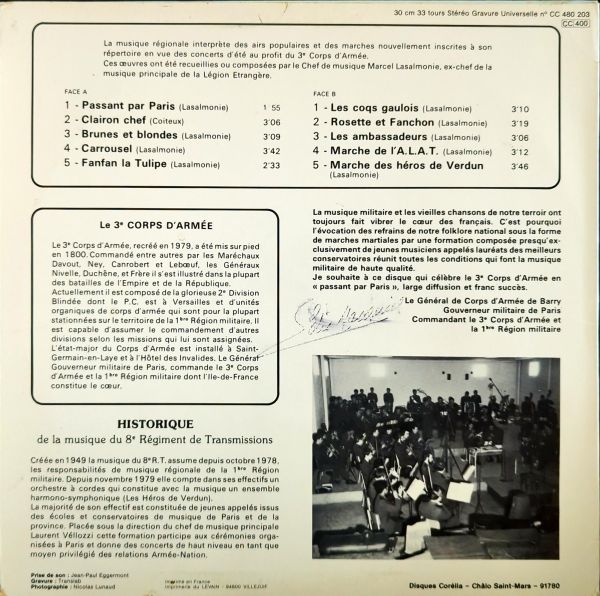 30 cm 33 tours Stéréo Gravure Universelle nº CC 480 203
CC 400
La musique régionale interprète des airs populaires et des marches nouvellement inscrites à son
répertoire en vue des concerts d'été au profit du 3e Corps d'Armée.
Ces œuvres ont été recueillies ou composées par le Chef de musique Marcel Lasalmonie, ex-chef de la
musique principale de la Légion Etrangère.
FACE A
1 - Passant par Paris (Lasalmonie) 1 55
2 - Clairon chef (Coiteux) 3'06
3 - Brunes et blondes (Lasalmonie) 3'09
4 - Carrousel (Lasalmonie) 3'42
5 - Fanfan la Tulipe (Lasalmonie) 2'33
FACE B
1 - Les coqs gaulois (Lasalmonie) 3'10
2 - Rosette et Fanchon (Lasalmonie) 3'19
3 - Les ambassadeurs (Lasalmonie) 3'06
4 - Marche de l'A.L.A.T. (Lasalmonie) 3'12
5 - Marche des héros de Verdun 3'46
(Lasalmonie)
Le 3e CORPS D'ARMÉE
Le 3e Corps d'Armée, recréé en 1979, a été mis sur pied
en 1800. Commandé entre autres par les Maréchaux
Davout, Ney, Canrobert et Lebœuf, les Généraux
Nivelle, Duchêne, et Frère il s'est illustré dans la plupart
des batailles de l'Empire et de la République.
Actuellement il est composé de la glorieuse 2e Division
Blindée dont le P.C. est à Versailles et d'unités
organiques de corps d'armée qui sont pour la plupart
stationnées sur le territoire de la 1ère Région Militaire. Il
est capable d'assumer le commandement d'autres
divisions selon les missions qui lui sont assignées.
L'état-major du Corps d'Armée est installé à Saint-
Germain-en-Laye et à l'Hôtel des Invalides. Le Général
Gouverneur militaire de Paris, commande le 3e Corps
d'Armée et la 1ère Région militaire dont l'Ile-de-France
constitue le cœur.
La musique militaire et les vieilles chansons de notre terroir ont
toujours fait vibrer le cœur des français. C'est pourquoi
l'évocation des refrains de notre folklore national sous la forme
de marches martiales par une formation composée presqu'ex-
clusivement de jeunes musiciens appelés lauréats des meilleurs
conservatoires réunit toutes les conditions qui font la musique
militaire de haute qualité.
Je souhaite à ce disque qui célèbre le 3e Corps d'Armée en
« passant par Paris », large diffusion et franc succès.
Le Général de Corps d'Armée de Barry
Gouverneur militaire de Paris
Commandant le 3e Corps d'Armée et
la 1ère Région militaire
HISTORIQUE
de la musique du 8e Régiment de Transmissions
Créée en 1949 la musique du 8e R.T. assume depuis octobre 1978,
les responsabilités de musique régionale de la 1ère Région
militaire. Depuis novembre 1979 elle compte dans ses effectifs un
orchestre à cordes qui constitue avec la musique un ensemble
harmono-symphonique (Les Héros de Verdun).
La majorité de son effectif est constituée de jeunes appelés issus
des écoles et conservatoires de musique de Paris et de la
province. Placée sous la direction du chef de musique principale
Laurent Véllozzi cette formation participe aux cérémonies orga-
nisées à Paris et donne des concerts de haut niveau en tant que
moyen privilégié des relations Armée-Nation.
Prise de son : Jean-Paul Eggermont
Gravure : Translab
Photographie : Nicolas Lunaud
Imprimé en France
Imprimerie du LEVAIN - 94800 VILLEJUIF
Disques Corélia - Châlo Saint-Mars - 91780